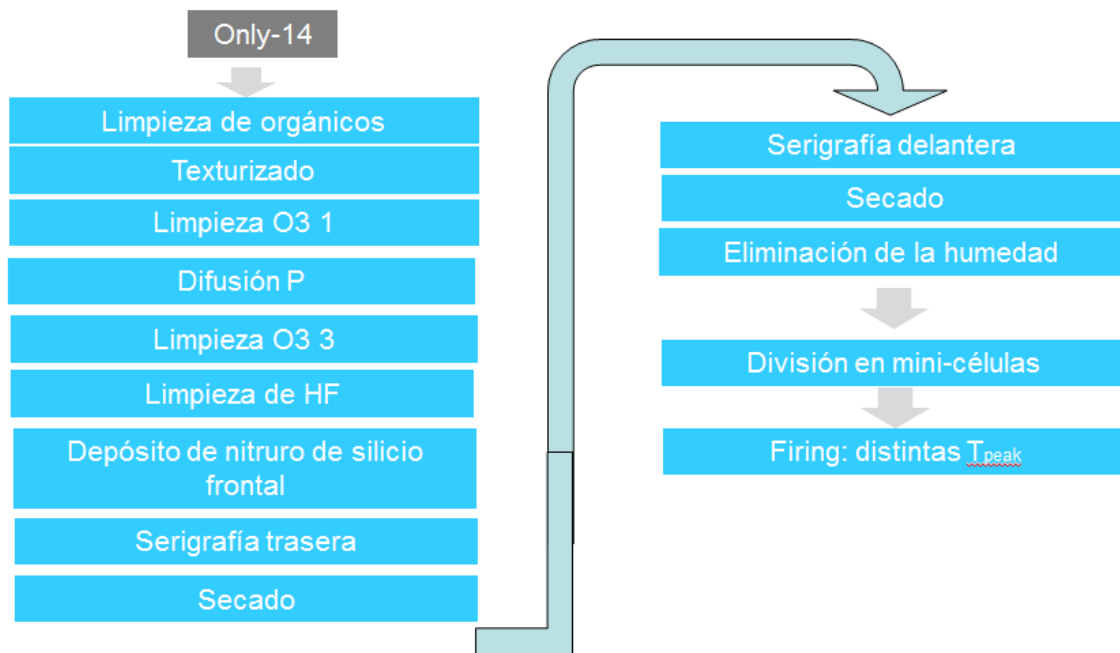 Only-14
Limpieza de orgánicos
Texturizado
Limpieza O3 1
Difusión P
Limpieza O3 3
Limpieza de HF
Depósito de nitruro de silicio
frontal
Serigrafía trasera
Secado
Serigrafía delantera
Secado
Eliminación de la humedad
División en mini-células
Firing: distintas Tpeak